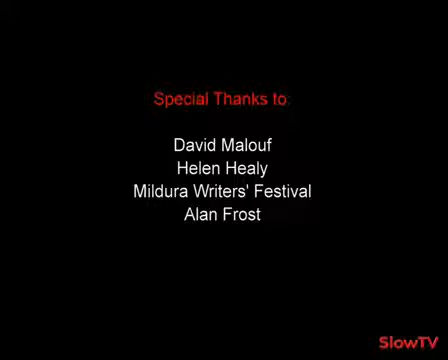 Special Thanks to:
David Malouf
Helen Healy
Mildura Writers' Festival
Alan Frost
SlowTV